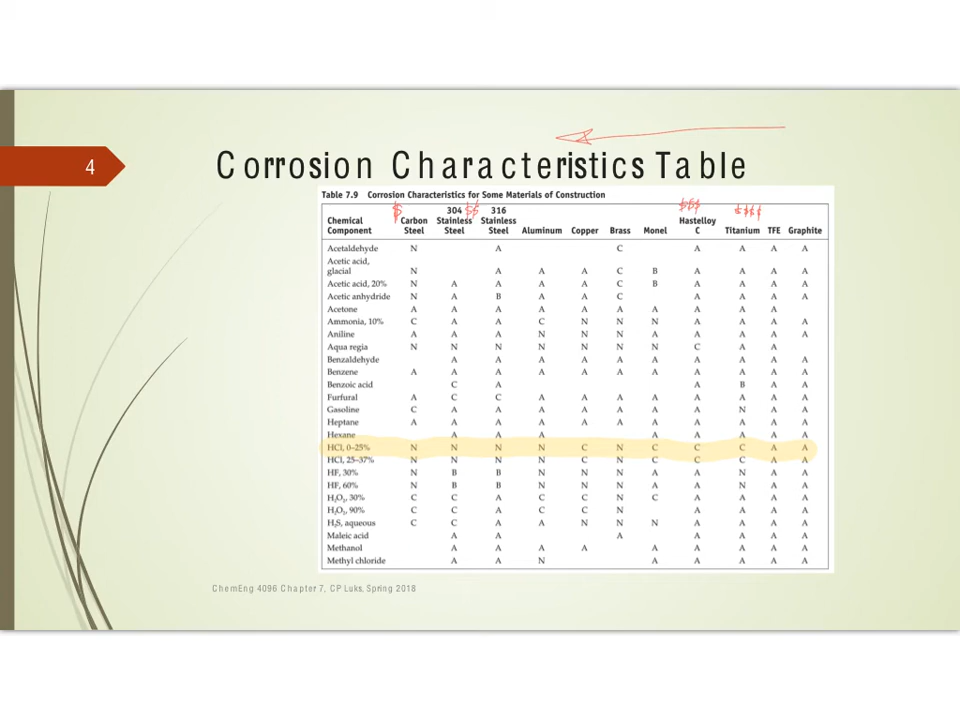 4
Corrosion Characteristics Table
Table 7.9 Corrosion Characteristics for Some Materials of Construction
$ $$ $$$ $$$$
Chemical Component Carbon Steel 304 Stainless Steel 316 Stainless Steel Aluminum Copper Brass Monel Hastelloy C Titanium TFE Graphite
Acetaldehyde N A C A A A A
Acetic acid,
glacial N A A A C B A A A A
Acetic acid, 20% N A A A A C B A A A A
Acetic anhydride N A B A A C A A A A
Acetone A A A A A A A A A A
Ammonia, 10% C A A C N N N A A A A
Aniline A A A N N N A A A A A
Aqua regia N N N N N N N C A A
Benzaldehyde A A A A A A A A A A
Benzene A A A A A A A A A A A
Benzoic acid C A A B A A
Furfural A C C A A A A A A A A
Gasoline C A A A A A A A N A A
Heptane A A A A A A A A A A A
Hexane A A A A A A A A
HCl, 0–25% N N N N C N C C C A A
HCl, 25–37% N N N N C N C C C A A
HF, 30% N B B N N N A A N A A
HF, 60% N B B N N N A A N A A
H₂O₂, 30% C C A C C N C A A A A
H₂O₂, 90% C C A C C N A A A A
H₂S, aqueous C C A A N N N A A A A
Maleic acid A A A A A A A
Methanol A A A A A A A A A
Methyl chloride A A N A A A A A
ChemEng 4096 Chapter 7, CP Luks, Spring 2018